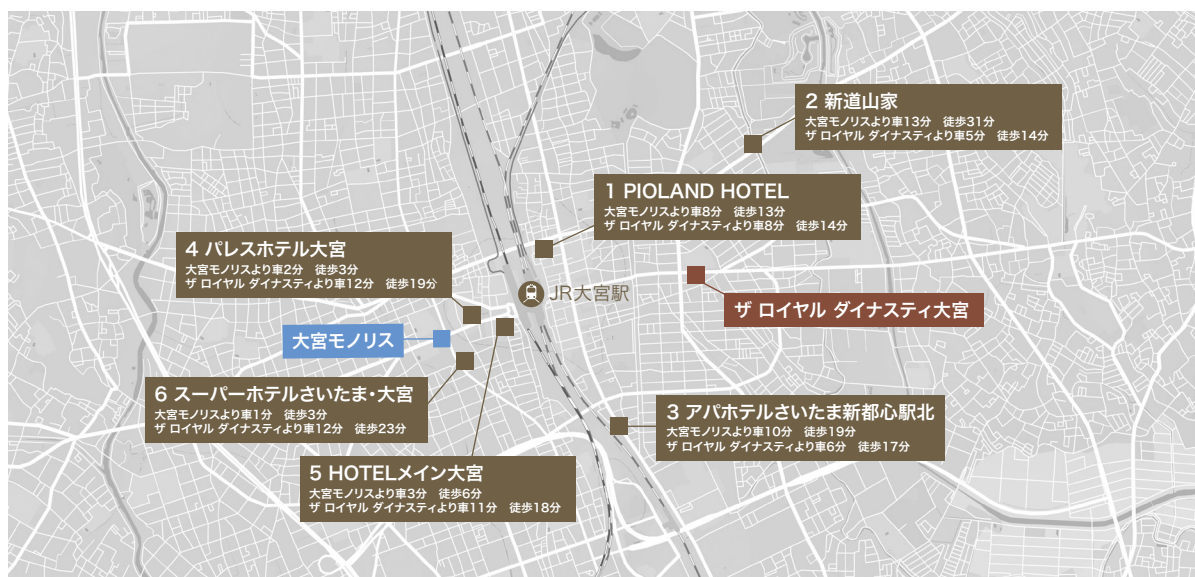 2 新道山家
大宮モノリスより車13分　徒歩31分
ザ ロイヤル ダイナスティより車5分　徒歩14分
1 PIOLAND HOTEL
大宮モノリスより車8分　徒歩13分
ザ ロイヤル ダイナスティより車8分　徒歩14分
4 パレスホテル大宮
大宮モノリスより車2分　徒歩3分
ザ ロイヤル ダイナスティより車12分　徒歩19分
JR大宮駅
ザ ロイヤル ダイナスティ大宮
大宮モノリス
6 スーパーホテルさいたま・大宮
大宮モノリスより車1分　徒歩3分
ザ ロイヤル ダイナスティより車12分　徒歩23分
3 アパホテルさいたま新都心駅北
大宮モノリスより車10分　徒歩19分
ザ ロイヤル ダイナスティより車6分　徒歩17分
5 HOTELメイン大宮
大宮モノリスより車3分　徒歩6分
ザ ロイヤル ダイナスティより車11分　徒歩18分